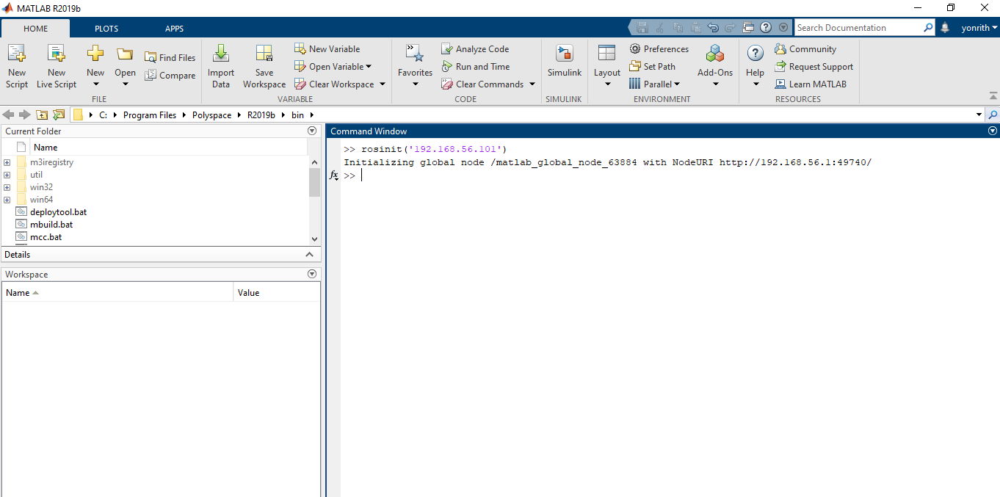 MATLAB R2019b
HOME PLOTS APPS
Search Documentation
yonrith
New Script
New Live Script
New
Open
Find Files
Compare
FILE
Import Data
Save Workspace
New Variable
Open Variable
Clear Workspace
VARIABLE
Favorites
Analyze Code
Run and Time
Clear Commands
CODE
Simulink
SIMULINK
Layout
Preferences
Set Path
Parallel
Add-Ons
ENVIRONMENT
Help
Community
Request Support
Learn MATLAB
RESOURCES
C: Program Files Polyspace R2019b bin
Current Folder
Name
m3iregistry
util
win32
win64
deploytool.bat
mbuild.bat
mcc.bat
Details
Workspace
Name Value
Command Window
>> rosinit('192.168.56.101')
Initializing global node /matlab_global_node_63884 with NodeURI http://192.168.56.1:49740/
fx >>